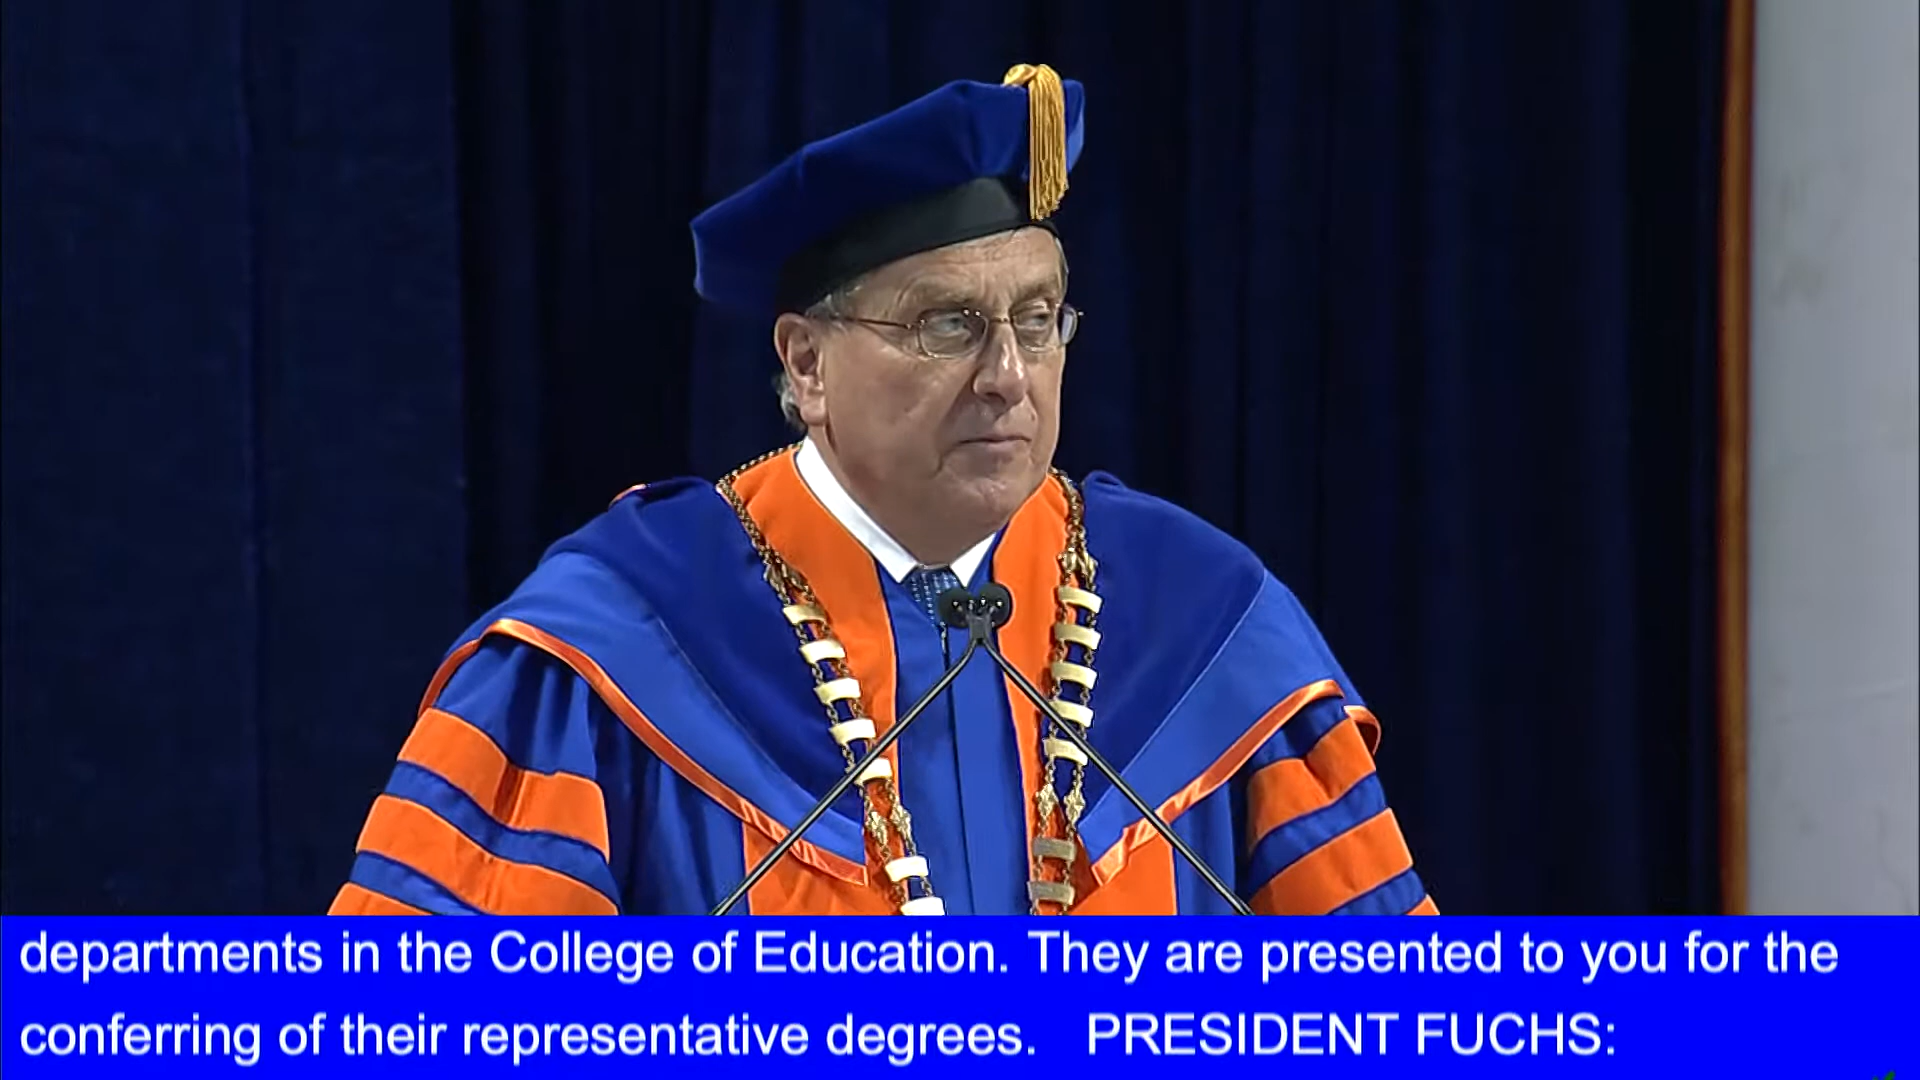 departments in the College of Education. They are presented to you for the
conferring of their representative degrees. PRESIDENT FUCHS: